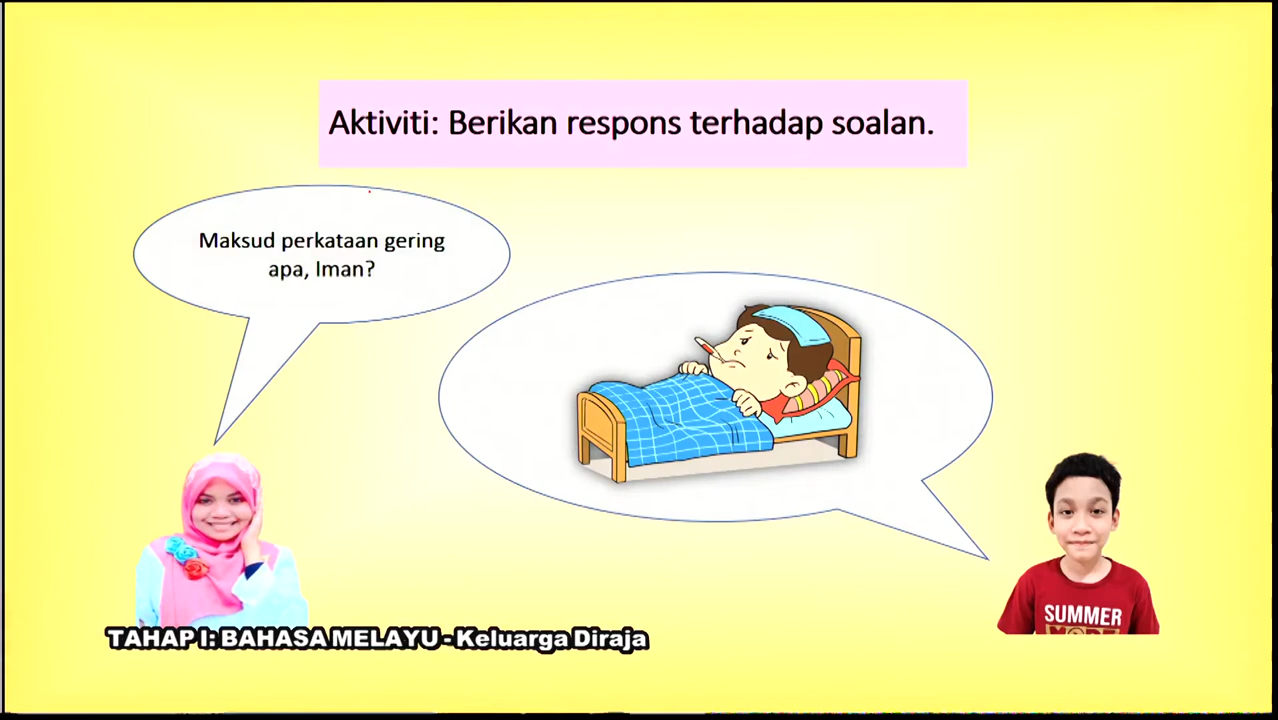 Aktiviti: Berikan respons terhadap soalan.
Maksud perkataan gering
apa, Iman?
SUMMER
TAHAP I: BAHASA MELAYU - Keluarga Diraja